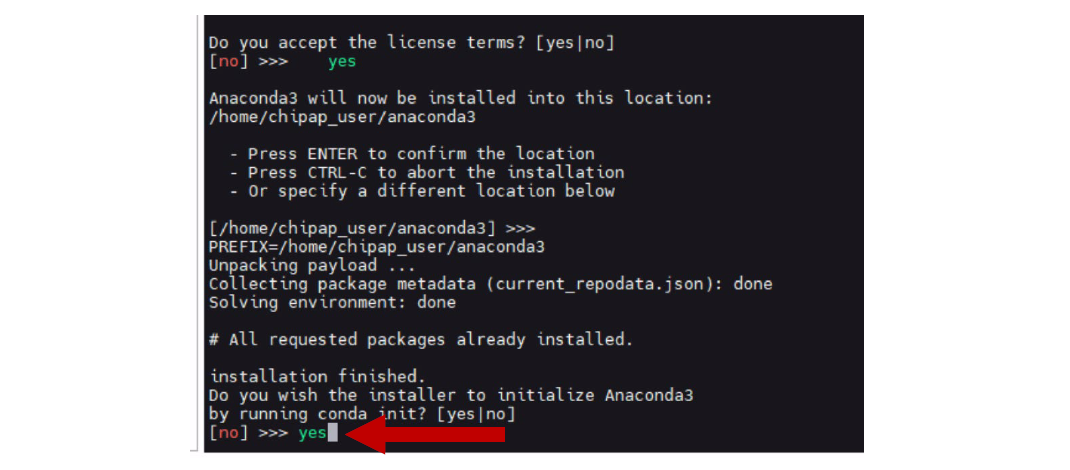 Do you accept the license terms? [yes|no]
[no] >>>    yes
Anaconda3 will now be installed into this location:
/home/chipap_user/anaconda3
- Press ENTER to confirm the location
- Press CTRL-C to abort the installation
- Or specify a different location below
[/home/chipap_user/anaconda3] >>>
PREFIX=/home/chipap_user/anaconda3
Unpacking payload ...
Collecting package metadata (current_repodata.json): done
Solving environment: done
# All requested packages already installed.
installation finished.
Do you wish the installer to initialize Anaconda3
by running conda init? [yes|no]
[no] >>> yes